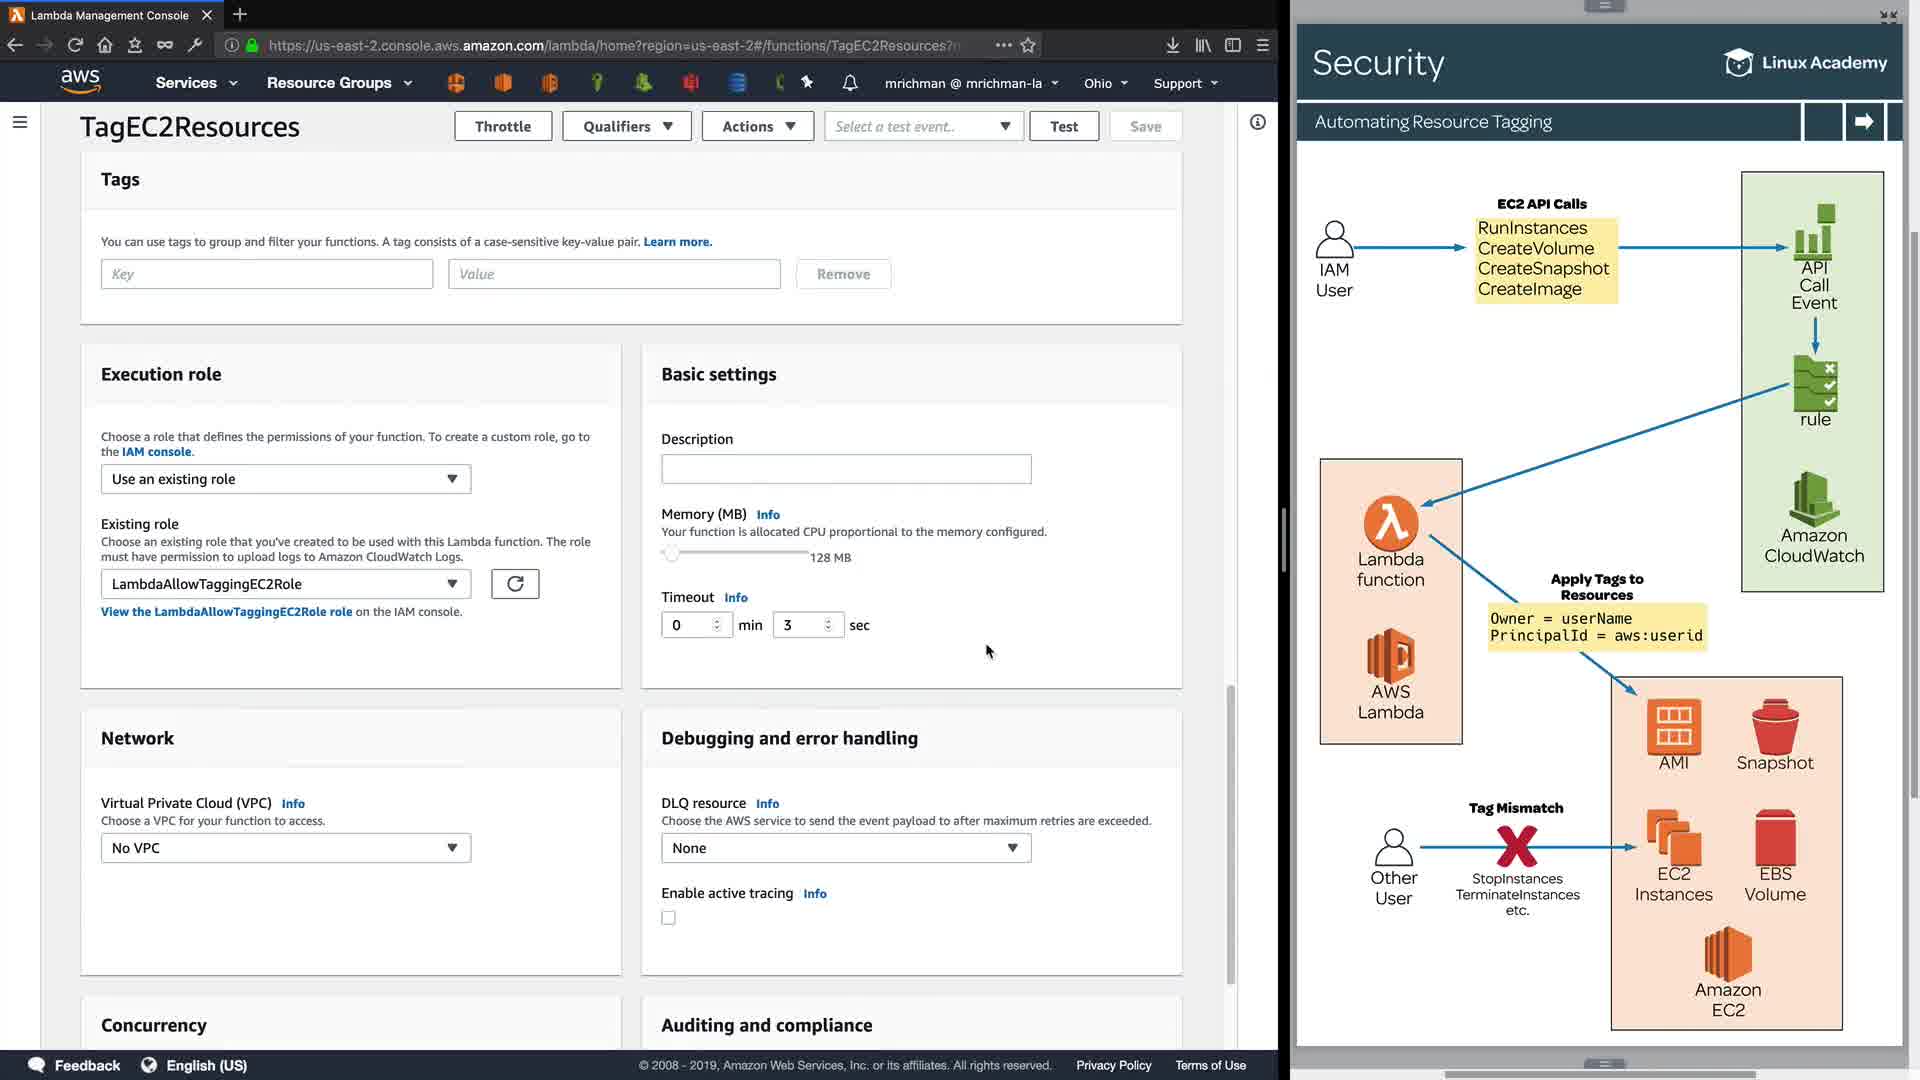 Lambda Management Console
https://us-east-2.console.aws.amazon.com/lambda/home?region=us-east-2#/functions/TagEC2Resources?
aws
Services
Resource Groups
mrichman @ mrichman-la
Ohio
Support
TagEC2Resources
Throttle
Qualifiers
Actions
Select a test event..
Test
Save
Tags
You can use tags to group and filter your functions. A tag consists of a case-sensitive key-value pair. Learn more.
Key
Value
Remove
Execution role
Choose a role that defines the permissions of your function. To create a custom role, go to
the IAM console.
Use an existing role
Existing role
Choose an existing role that you've created to be used with this Lambda function. The role
must have permission to upload logs to Amazon CloudWatch Logs.
LambdaAllowTaggingEC2Role
View the LambdaAllowTaggingEC2Role role on the IAM console.
Basic settings
Description
Memory (MB) Info
Your function is allocated CPU proportional to the memory configured.
128 MB
Timeout Info
0 min 3 sec
Network
Virtual Private Cloud (VPC) Info
Choose a VPC for your function to access.
No VPC
Debugging and error handling
DLQ resource Info
Choose the AWS service to send the event payload to after maximum retries are exceeded.
None
Enable active tracing Info
Concurrency
Auditing and compliance
Feedback
English (US)
© 2008 - 2019, Amazon Web Services, Inc. or its affiliates. All rights reserved.
Privacy Policy
Terms of Use
Security
Linux Academy
Automating Resource Tagging
IAM
User
EC2 API Calls
RunInstances
CreateVolume
CreateSnapshot
CreateImage
API
Call
Event
rule
Amazon
CloudWatch
Lambda
function
AWS
Lambda
Apply Tags to
Resources
Owner = userName
PrincipalId = aws:userid
AMI
Snapshot
Tag Mismatch
Other
User
StopInstances
TerminateInstances
etc.
EC2
Instances
EBS
Volume
Amazon
EC2